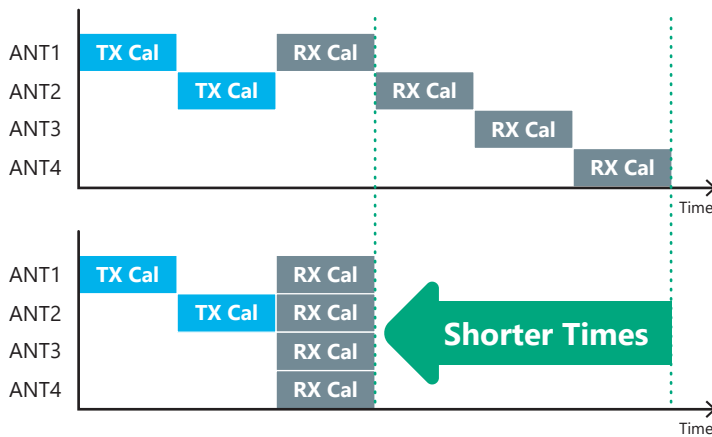 ANT1 TX Cal RX Cal
ANT2 TX Cal RX Cal
ANT3 RX Cal
ANT4 RX Cal
Time
ANT1 TX Cal RX Cal
ANT2 TX Cal RX Cal
Shorter Times
ANT3 RX Cal
ANT4 RX Cal
Time